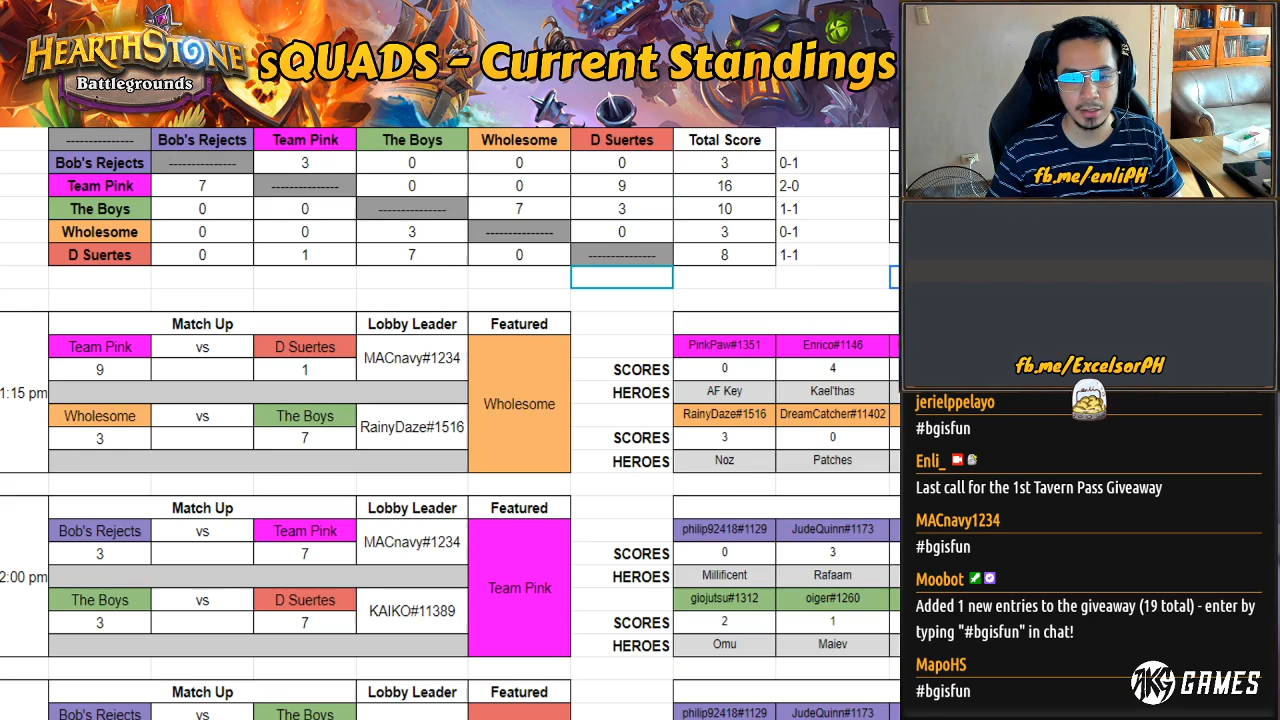 HEARTHSTONE
Battlegrounds
sQUADS - Current Standings
fb.me/enliPH
--------------- Bob's Rejects Team Pink The Boys Wholesome D Suertes Total Score
Bob's Rejects --------------- 3 0 0 0 3 0-1
Team Pink 7 --------------- 0 0 9 16 2-0
The Boys 0 0 --------------- 7 3 10 1-1
Wholesome 0 0 3 --------------- 0 3 0-1
D Suertes 0 1 7 0 --------------- 8 1-1
Match Up Lobby Leader Featured
Team Pink vs D Suertes MACnavy#1234 PinkPaw#1351 Enrico#1146
9 1 SCORES 0 4
1:15 pm Wholesome HEROES AF Key Kael'thas
Wholesome vs The Boys RainyDaze#1516 RainyDaze#1516 DreamCatcher#11402
3 7 SCORES 3 0
HEROES Noz Patches
Match Up Lobby Leader Featured
Bob's Rejects vs Team Pink MACnavy#1234 philip92418#1129 JudeQuinn#1173
3 7 SCORES 0 3
2:00 pm Team Pink HEROES Millificent Rafaam
The Boys vs D Suertes KAIKO#11389 giojutsu#1312 oiger#1260
3 7 SCORES 2 1
HEROES Omu Maiev
Match Up Lobby Leader Featured
Bob's Rejects vs The Boys philip92418#1129 JudeQuinn#1173
fb.me/ExcelsorPH
jerielppelayo
#bgisfun
Enli_
Last call for the 1st Tavern Pass Giveaway
MACnavy1234
#bgisfun
Moobot
Added 1 new entries to the giveaway (19 total) - enter by
typing "#bgisfun" in chat!
MapoHS
#bgisfun
AKG GAMES